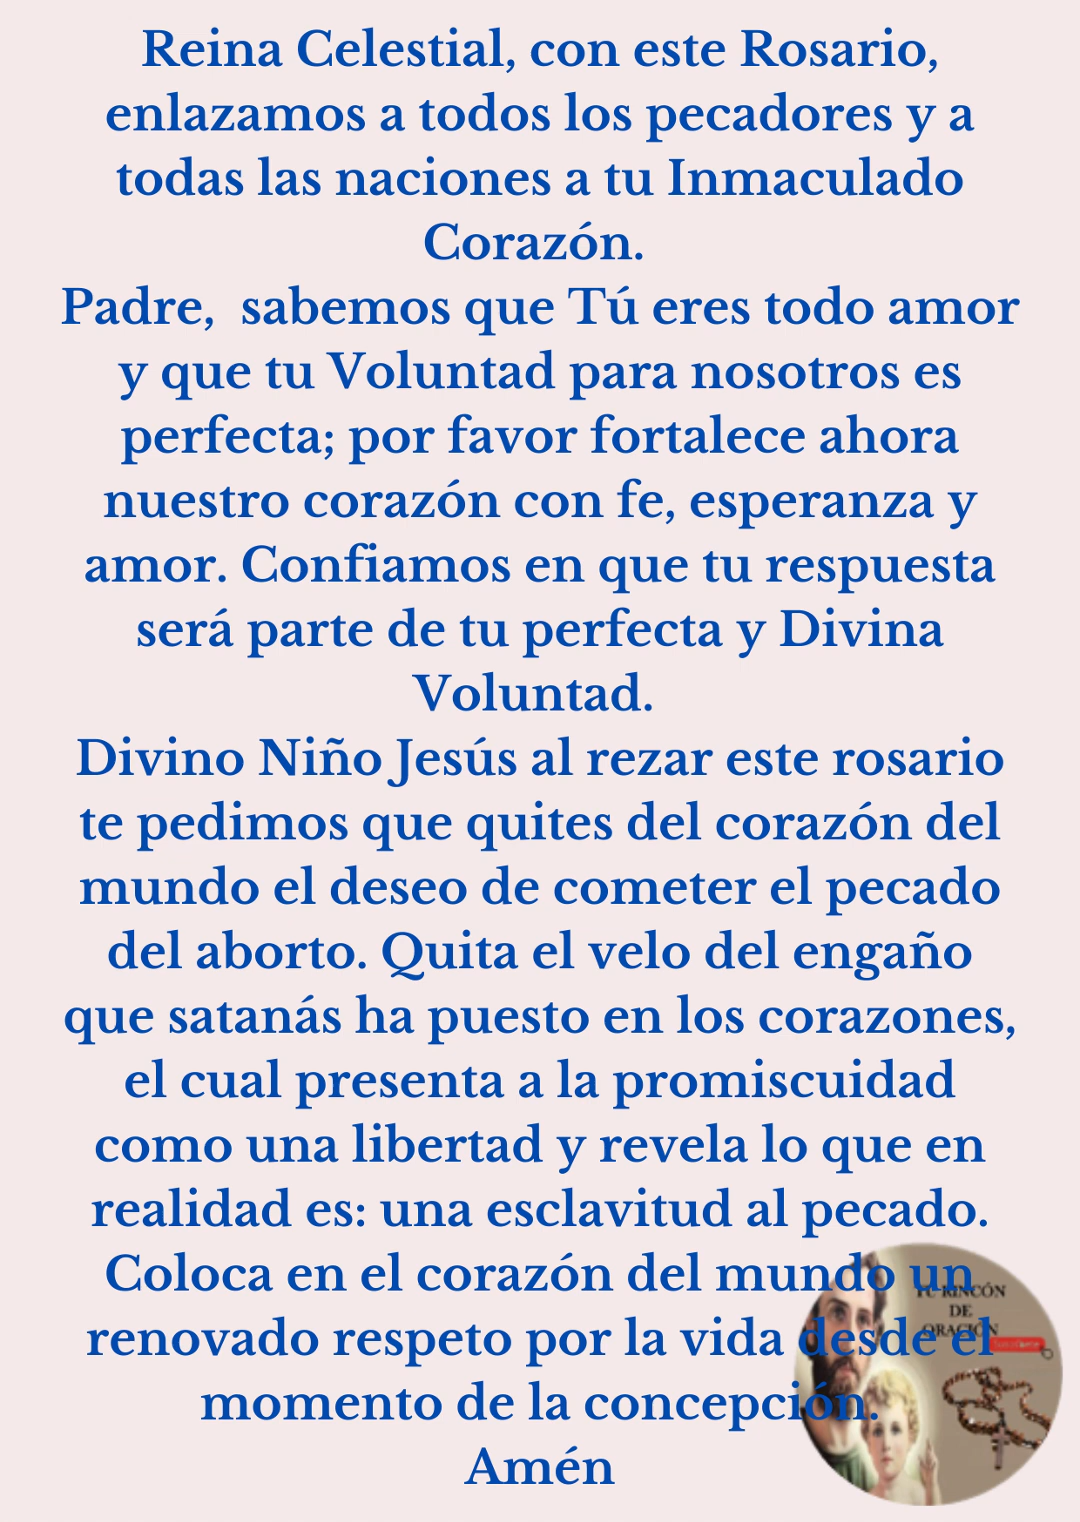 Reina Celestial, con este Rosario,
enlazamos a todos los pecadores y a
todas las naciones a tu Inmaculado
Corazón.
Padre,  sabemos que Tú eres todo amor
y que tu Voluntad para nosotros es
perfecta; por favor fortalece ahora
nuestro corazón con fe, esperanza y
amor. Confiamos en que tu respuesta
será parte de tu perfecta y Divina
Voluntad.
Divino Niño Jesús al rezar este rosario
te pedimos que quites del corazón del
mundo el deseo de cometer el pecado
del aborto. Quita el velo del engaño
que satanás ha puesto en los corazones,
el cual presenta a la promiscuidad
como una libertad y revela lo que en
realidad es: una esclavitud al pecado.
Coloca en el corazón del mundo un
renovado respeto por la vida desde el
momento de la concepción.
Amén
TU RINCÓN
DE
ORACIÓN